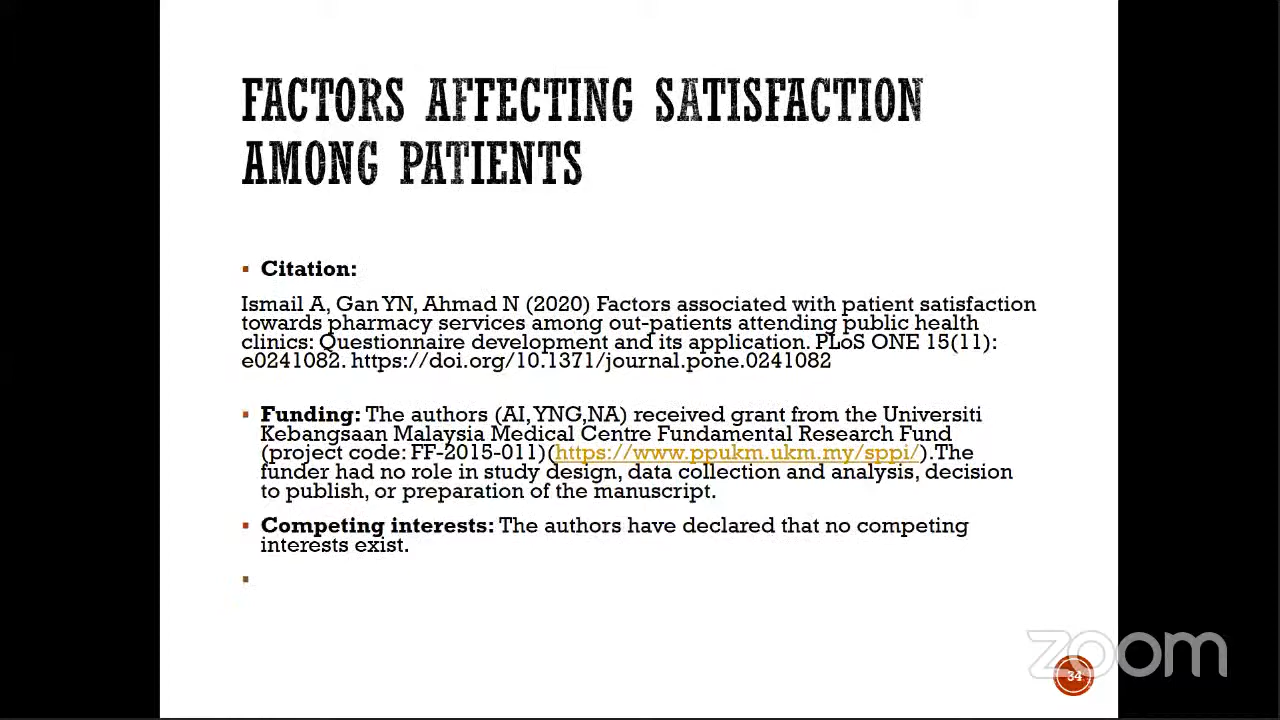 FACTORS AFFECTING SATISFACTION
AMONG PATIENTS
▪ Citation:
Ismail A, Gan YN, Ahmad N (2020) Factors associated with patient satisfaction
towards pharmacy services among out-patients attending public health
clinics: Questionnaire development and its application. PLoS ONE 15(11):
e0241082. https://doi.org/10.1371/journal.pone.0241082
▪ Funding: The authors (AI,YNG,NA) received grant from the Universiti
Kebangsaan Malaysia Medical Centre Fundamental Research Fund
(project code: FF-2015-011)(https://www.ppukm.ukm.my/sppi/).The
funder had no role in study design, data collection and analysis, decision
to publish, or preparation of the manuscript.
▪ Competing interests: The authors have declared that no competing
interests exist.
▪
zoom
34